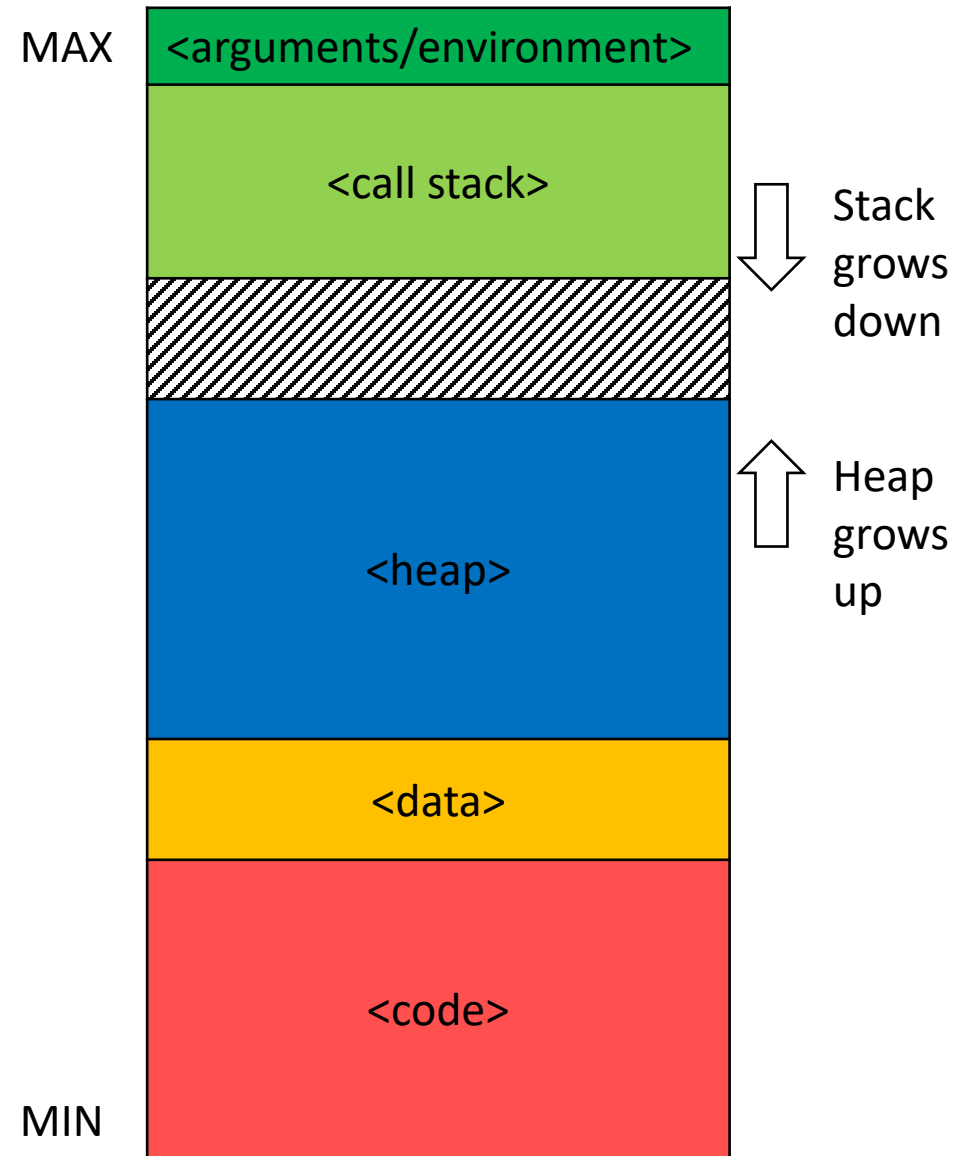 MAX
<arguments/environment>
<call stack>
Stack
grows
down
Heap
grows
up
<heap>
<data>
<code>
MIN